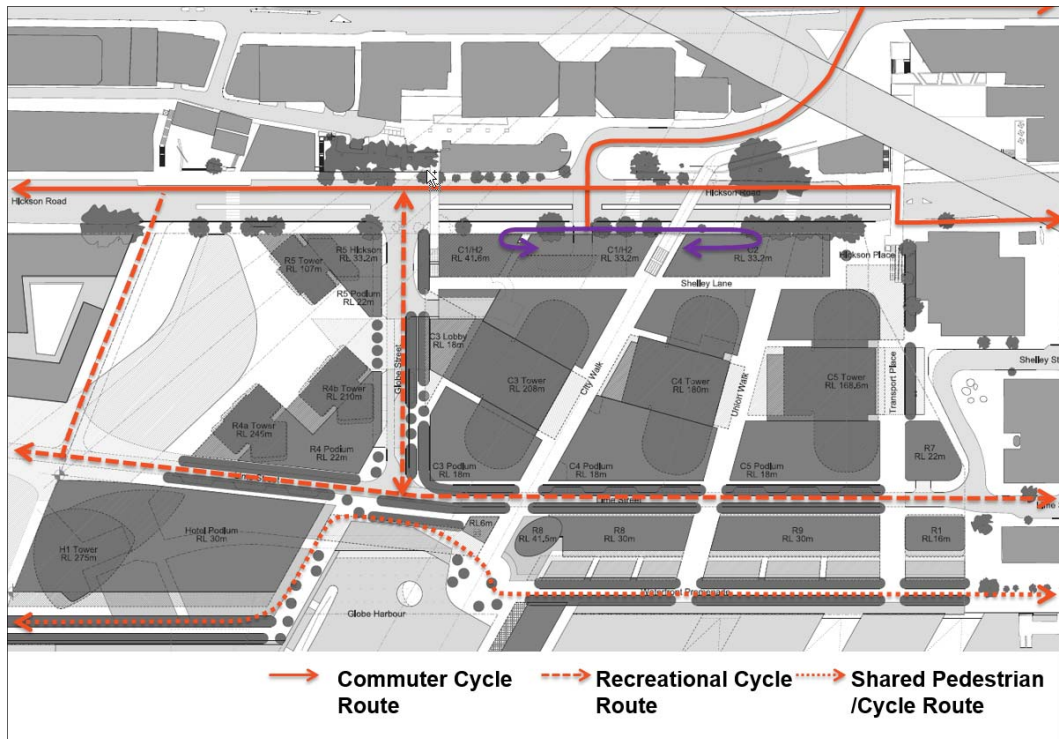 Hickson Road
Hickson Road
R5 Hickson
RL 33.2m
R5 Tower
RL 107m
R5 Podium
RL 22m
C1/H2
RL 41.6m
C1/H2
RL 33.2m
C2
RL 33.2m
Hickson Place
Shelley Lane
C3 Lobby
RL 18m
Globe Street
C3 Tower
RL 208m
City Walk
C4 Tower
RL 180m
Union Walk
C5 Tower
RL 168.6m
Transport Place
Shelley St
R4b Tower
RL 210m
R4a Tower
RL 245m
R4 Podium
RL 22m
C3 Podium
RL 18m
C4 Podium
RL 18m
C5 Podium
RL 18m
R7
RL 22m
Lime Street
Hotel Podium
RL 30m
H1 Tower
RL 275m
RL6m
R8
RL 41.5m
R8
RL 30m
R9
RL 30m
R1
RL16m
Globe Harbour
Waterfront Promenade
Commuter Cycle
Route
Recreational Cycle
Route
Shared Pedestrian
/Cycle Route